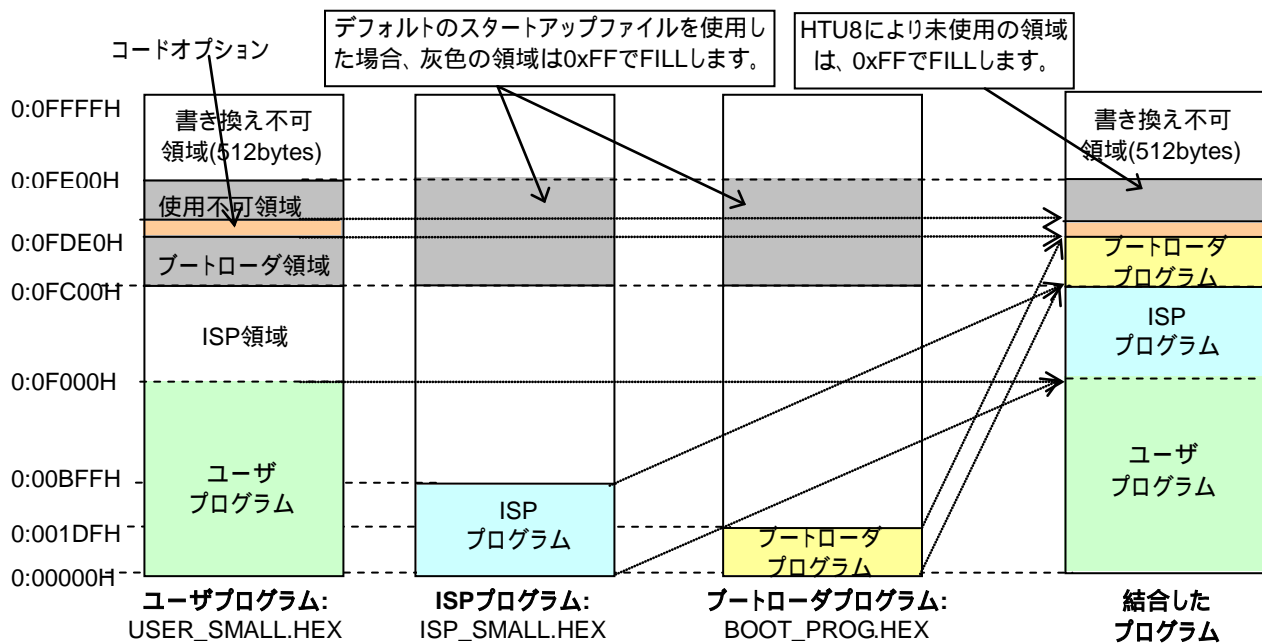 コードオプション
デフォルトのスタートアップファイルを使用し
た場合、灰色の領域は0xFFでFILLします。
HTU8により未使用の領域
は、0xFFでFILLします。
0:0FFFFH
0:0FE00H
0:0FDE0H
0:0FC00H
0:0F000H
0:00BFFH
0:001DFH
0:00000H
書き換え不可
領域(512bytes)
使用不可領域
ブートローダ領域
ISP領域
ユーザ
プログラム
ISP
プログラム
ブートローダ
プログラム
書き換え不可
領域(512bytes)
ブートローダ
プログラム
ISP
プログラム
ユーザ
プログラム
ユーザプログラム:
USER_SMALL.HEX
ISPプログラム:
ISP_SMALL.HEX
ブートローダプログラム:
BOOT_PROG.HEX
結合した
プログラム